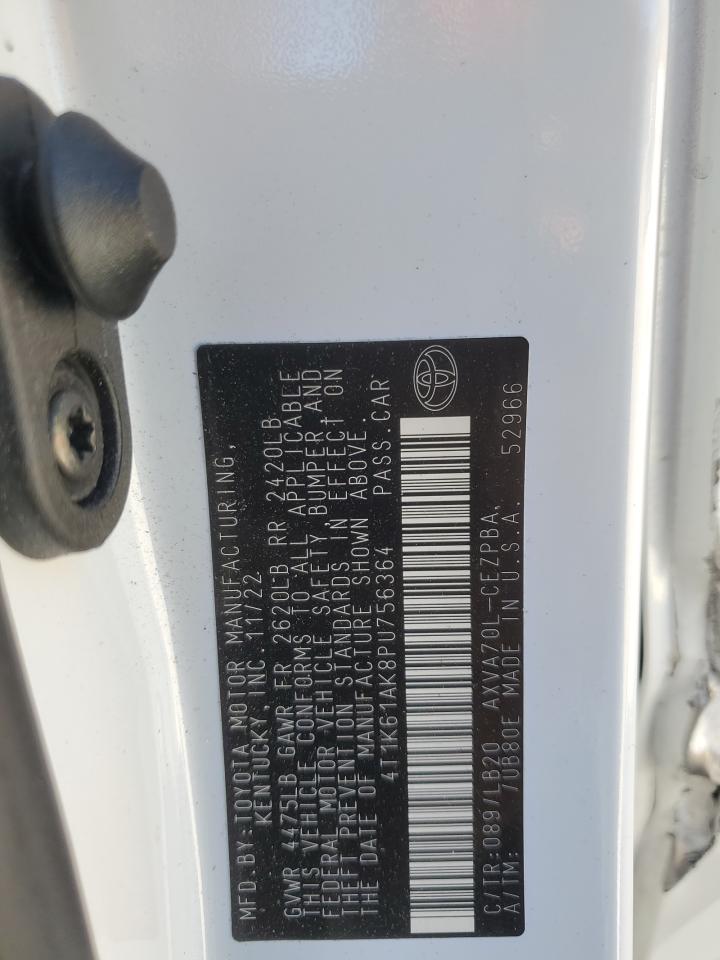 MFD.BY:TOYOTA MOTOR MANUFACTURING,
KENTUCKY INC.11/22
GVWR 4475LB GAWR FR 2620LB RR 2420LB
THIS VEHICLE CONFORMS TO ALL APPLICABLE
FEDERAL MOTOR VEHICLE SAFETY,BUMPER,AND
THEFT PREVENTION STANDARDS IN EFFECT ON
THE DATE OF MANUFACTURE SHOWN ABOVE.
4T1K61AK8PU756364 PASS.CAR
C/TR:089/LB20 AXVA70L-CEZPBA,
A/TM: /UB80E MADE IN U.S.A. 52966